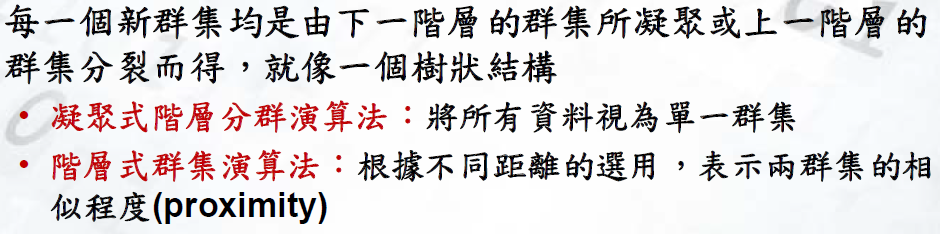 每一個新群集均是由下一階層的群集所凝聚或上一階層的
群集分裂而得，就像一個樹狀結構
• 凝聚式階層分群演算法：將所有資料視為單一群集
• 階層式群集演算法：根據不同距離的選用，表示兩群集的相
似程度(proximity)